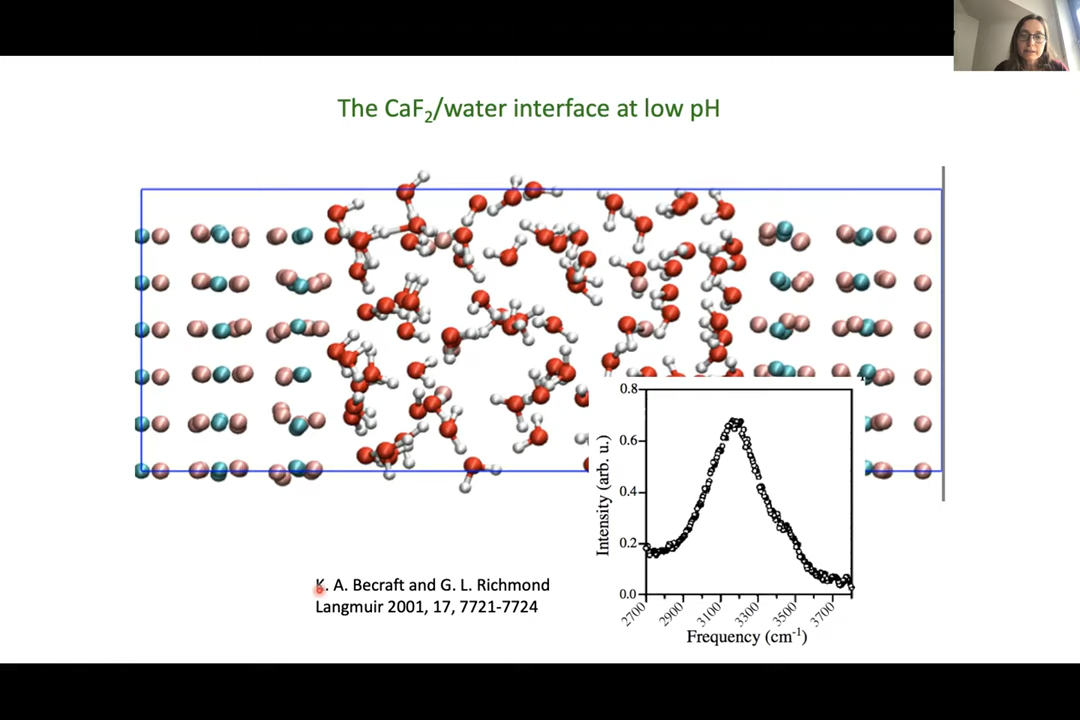 The CaF₂/water interface at low pH
0.8
0.6
0.4
0.2
0.0
Intensity (arb. u.)
2700
2900
3100
3300
3500
3700
Frequency (cm⁻¹)
K. A. Becraft and G. L. Richmond
Langmuir 2001, 17, 7721-7724